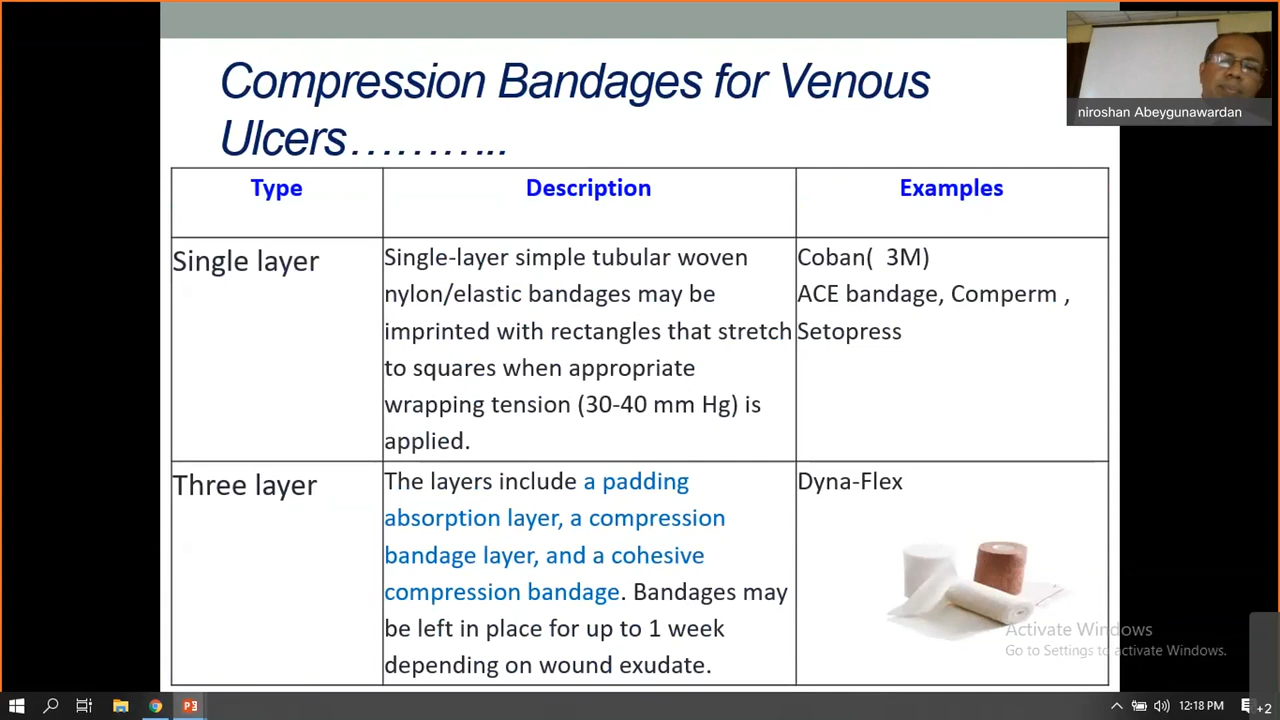 Compression Bandages for Venous
Ulcers………..
niroshan Abeygunawardan
Type
Description
Examples
Single layer
Single-layer simple tubular woven
nylon/elastic bandages may be
imprinted with rectangles that stretch
to squares when appropriate
wrapping tension (30-40 mm Hg) is
applied.
Coban( 3M)
ACE bandage, Comperm ,
Setopress
Three layer
The layers include a padding
absorption layer, a compression
bandage layer, and a cohesive
compression bandage. Bandages may
be left in place for up to 1 week
depending on wound exudate.
Dyna-Flex
Activate Windows
Go to Settings to activate Windows.
12:18 PM
+2